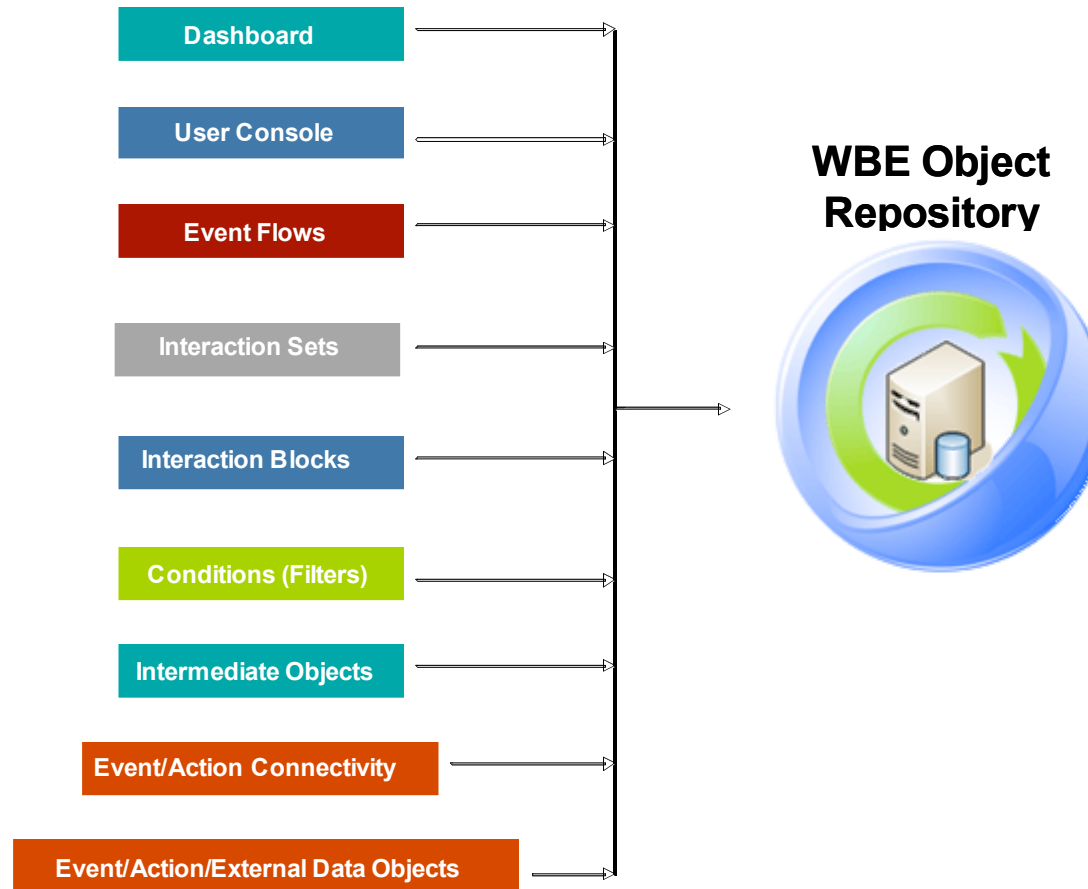 Dashboard
User Console
Event Flows
Interaction Sets
Interaction Blocks
Conditions (Filters)
Intermediate Objects
Event/Action Connectivity
Event/Action/External Data Objects
WBE Object
Repository